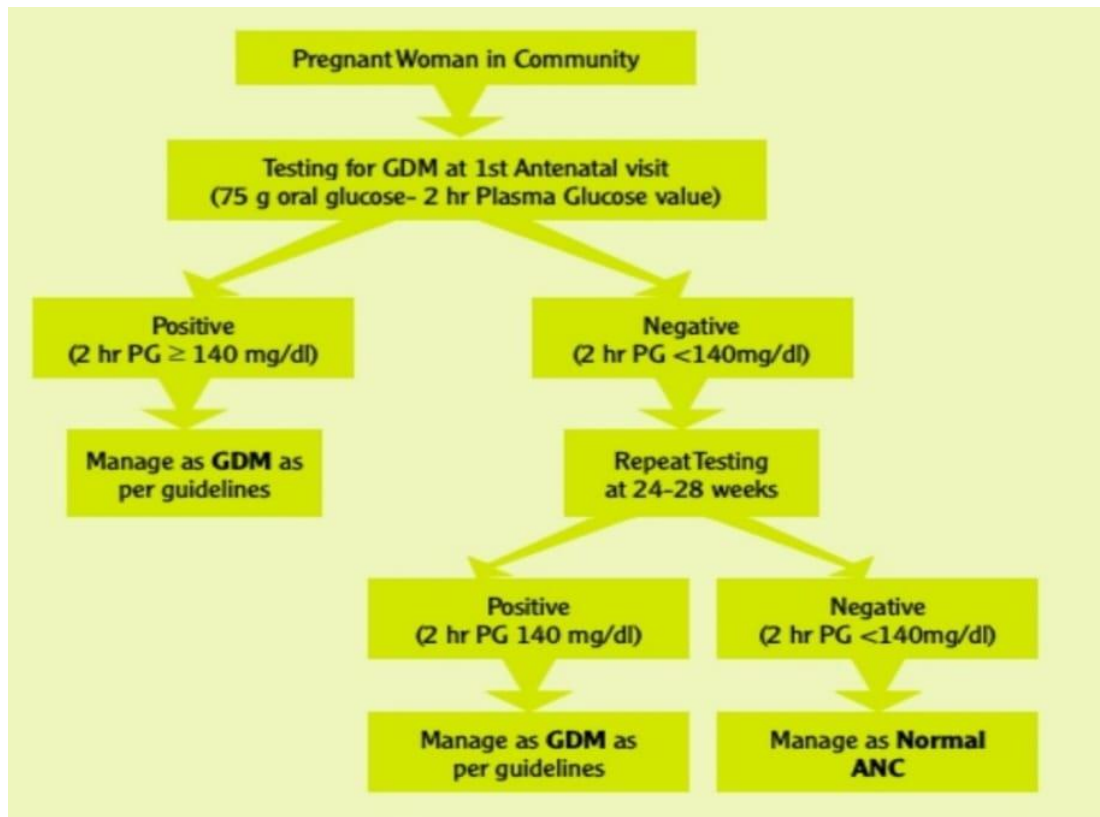 Pregnant Woman in Community
Testing for GDM at 1st Antenatal visit
(75 g oral glucose- 2 hr Plasma Glucose value)
Positive
(2 hr PG ≥ 140 mg/dl)
Negative
(2 hr PG <140mg/dl)
Manage as GDM as
per guidelines
Repeat Testing
at 24-28 weeks
Positive
(2 hr PG 140 mg/dl)
Negative
(2 hr PG <140mg/dl)
Manage as GDM as
per guidelines
Manage as Normal
ANC